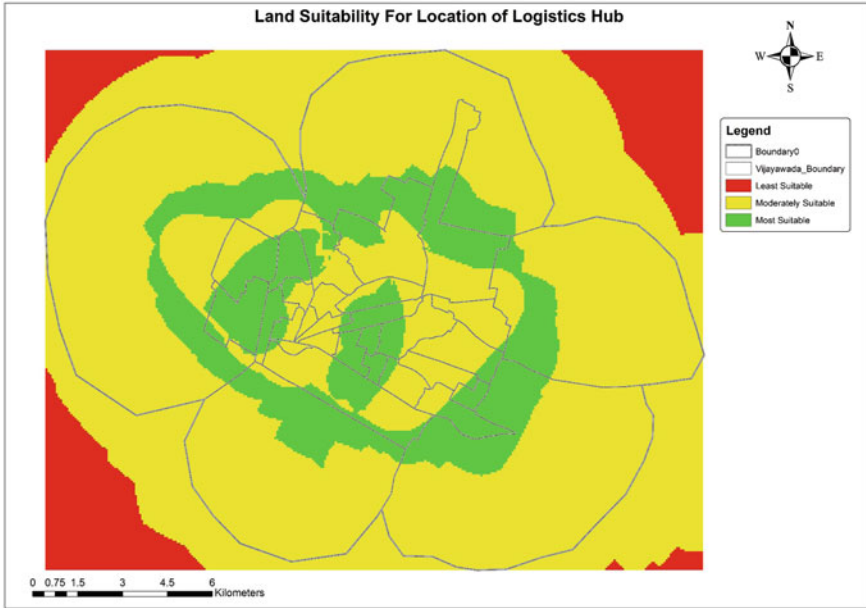 Land Suitability For Location of Logistics Hub
N
W E
S
Legend
Boundary0
Vijayawada_Boundary
Least Suitable
Moderately Suitable
Most Suitable
0 0.75 1.5 3 4.5 6
Kilometers